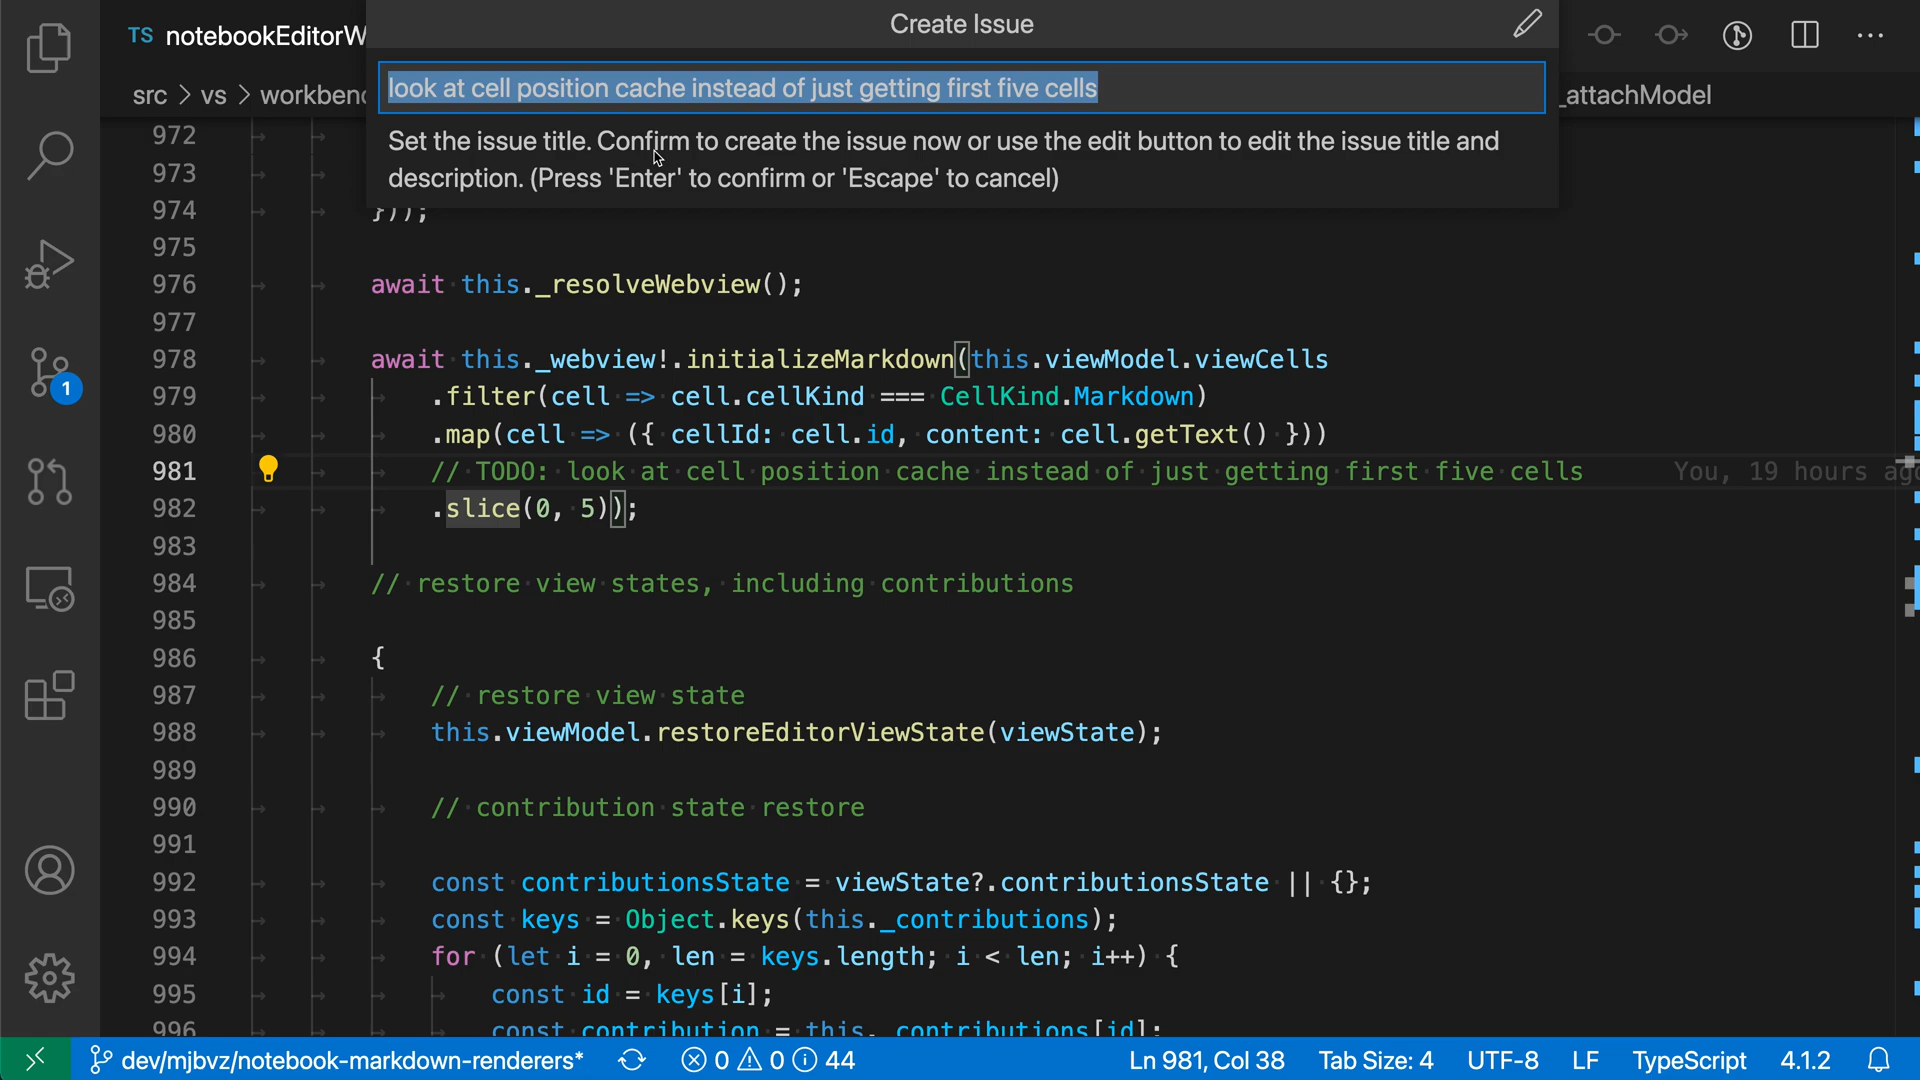 TS notebookEditorW
Create Issue
src > vs > workben
_attachModel
look at cell position cache instead of just getting first five cells
Set the issue title. Confirm to create the issue now or use the edit button to edit the issue title and
description. (Press 'Enter' to confirm or 'Escape' to cancel)
972
973
974 }));
975
976 await this._resolveWebview();
977
978 await this._webview!.initializeMarkdown(this.viewModel.viewCells
979 .filter(cell => cell.cellKind === CellKind.Markdown)
980 .map(cell => ({ cellId: cell.id, content: cell.getText() }))
981 // TODO: look at cell position cache instead of just getting first five cells You, 19 hours ago
982 .slice(0, 5));
983
984 // restore view states, including contributions
985
986 {
987 // restore view state
988 this.viewModel.restoreEditorViewState(viewState);
989
990 // contribution state restore
991
992 const contributionsState = viewState?.contributionsState || {};
993 const keys = Object.keys(this._contributions);
994 for (let i = 0, len = keys.length; i < len; i++) {
995 const id = keys[i];
996 const contribution = this._contributions[id];
1
dev/mjbvz/notebook-markdown-renderers* 0 0 44 Ln 981, Col 38 Tab Size: 4 UTF-8 LF TypeScript 4.1.2